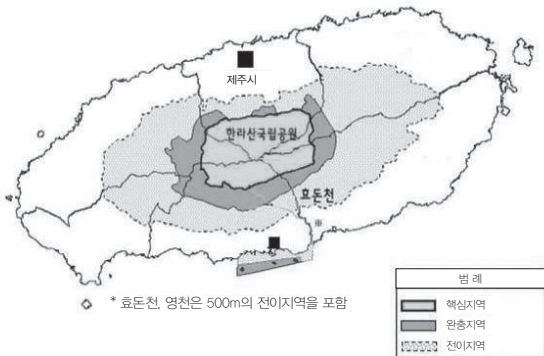 제주시
한라산국립공원
효돈천
*
* 효돈천, 영천은 500m의 전이지역을 포함
범 례
핵심지역
완충지역
전이지역